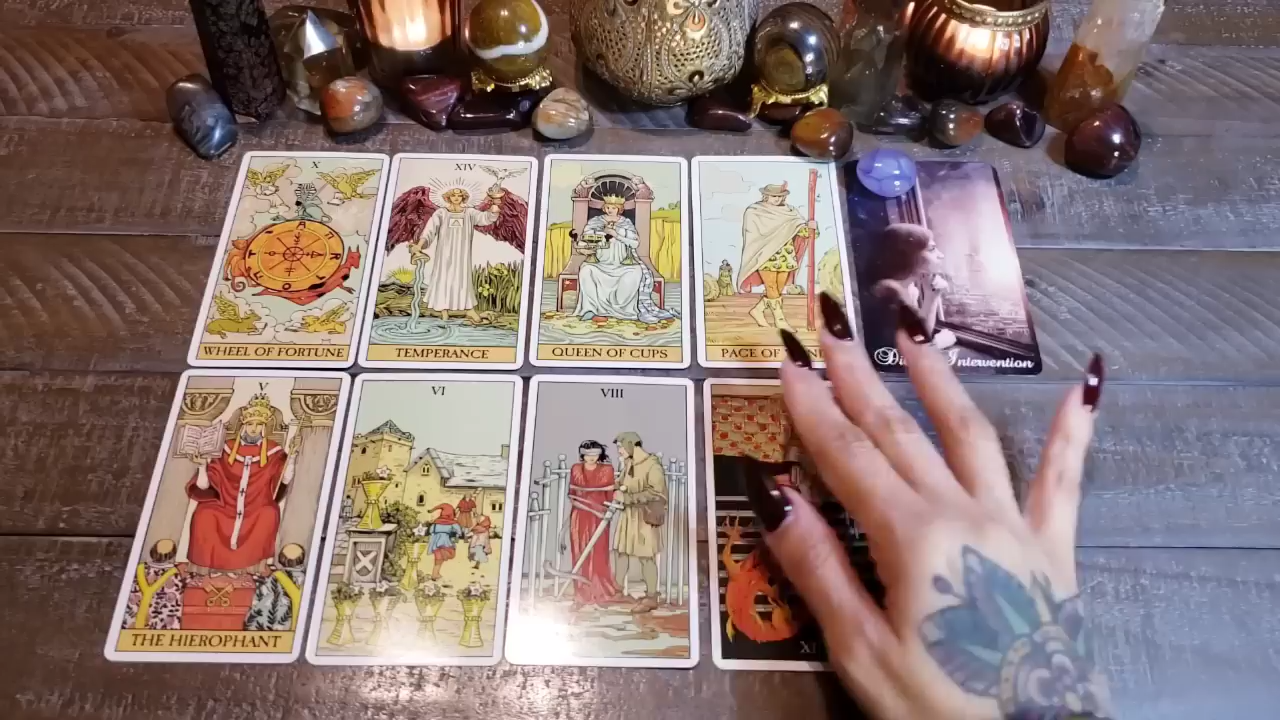 X
WHEEL OF FORTUNE
XIV
TEMPERANCE
QUEEN OF CUPS
PAGE OF
Intervention
V
THE HIEROPHANT
VI
VIII